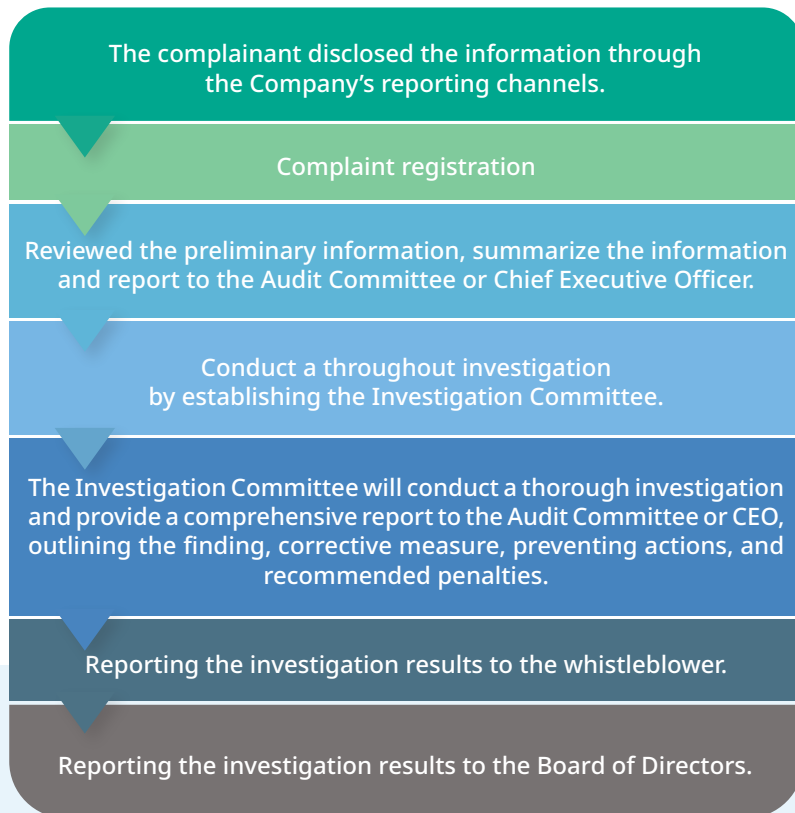 The complainant disclosed the information through
the Company’s reporting channels.
Complaint registration
Reviewed the preliminary information, summarize the information
and report to the Audit Committee or Chief Executive Officer.
Conduct a throughout investigation
by establishing the Investigation Committee.
The Investigation Committee will conduct a thorough investigation
and provide a comprehensive report to the Audit Committee or CEO,
outlining the finding, corrective measure, preventing actions, and
recommended penalties.
Reporting the investigation results to the whistleblower.
Reporting the investigation results to the Board of Directors.